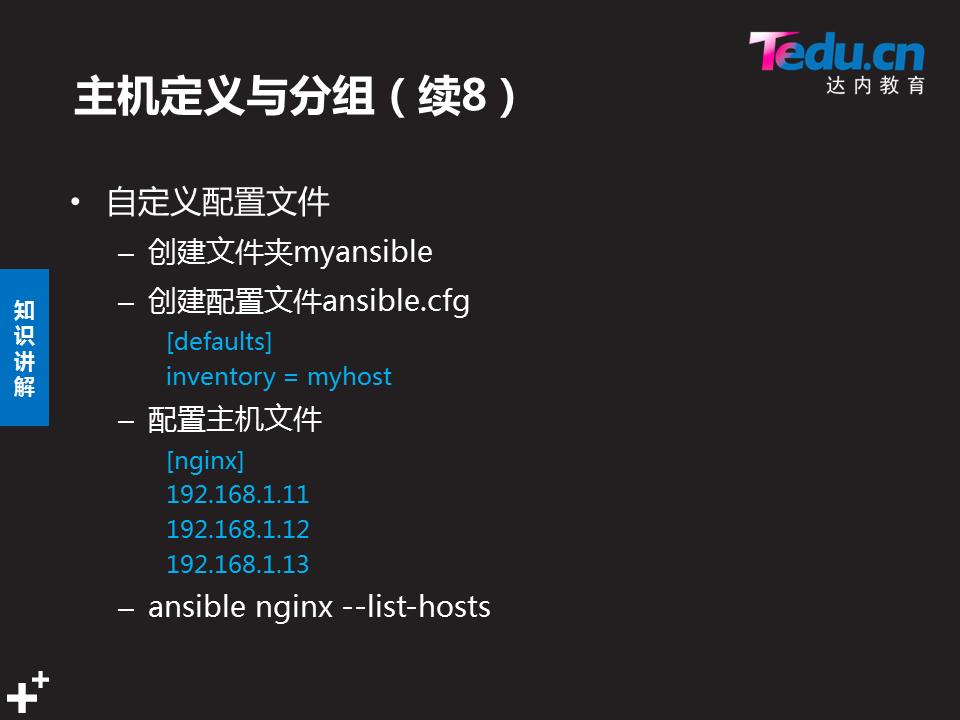 Tedu.cn
达内教育
主机定义与分组（续8）
• 自定义配置文件
– 创建文件夹myansible
– 创建配置文件ansible.cfg
[defaults]
inventory = myhost
– 配置主机文件
[nginx]
192.168.1.11
192.168.1.12
192.168.1.13
– ansible nginx --list-hosts
知
识
讲
解